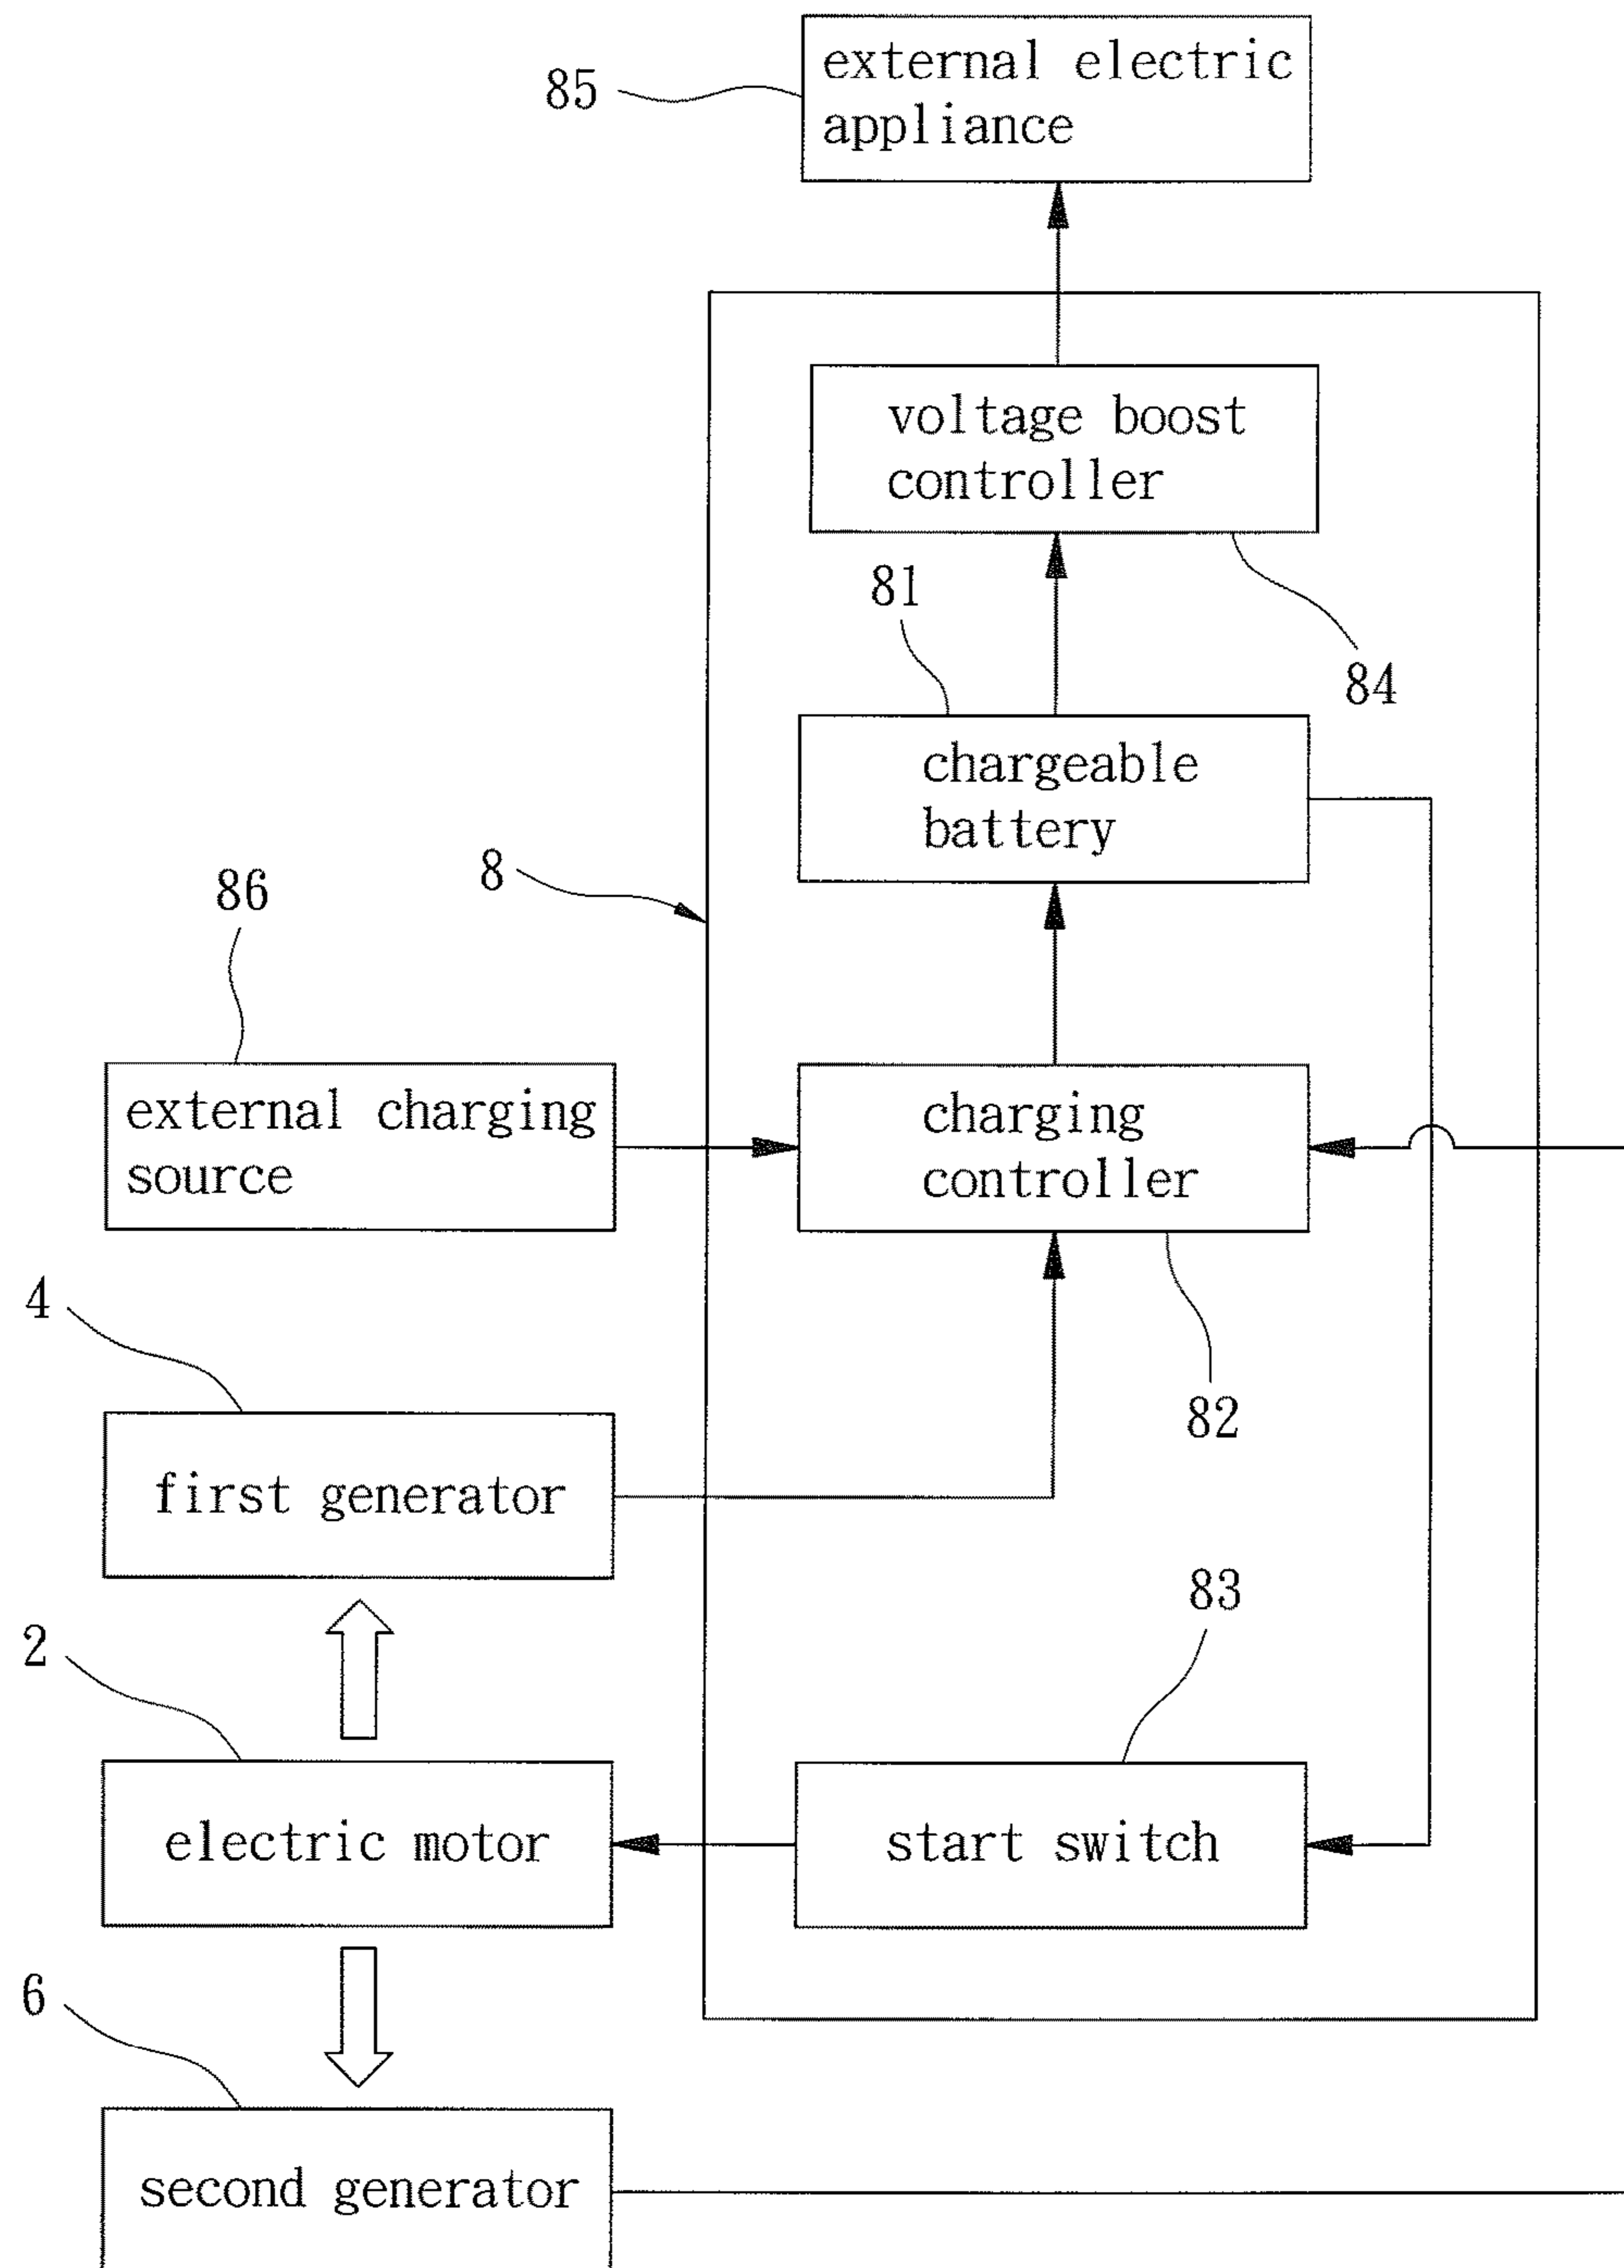 external electric
85
appliance
voltage boost
controller
81
84
chargeable
battery
8
86
external charging
source
charging
controller
4
82
first generator
83
2
electric motor
start switch
6
second generator